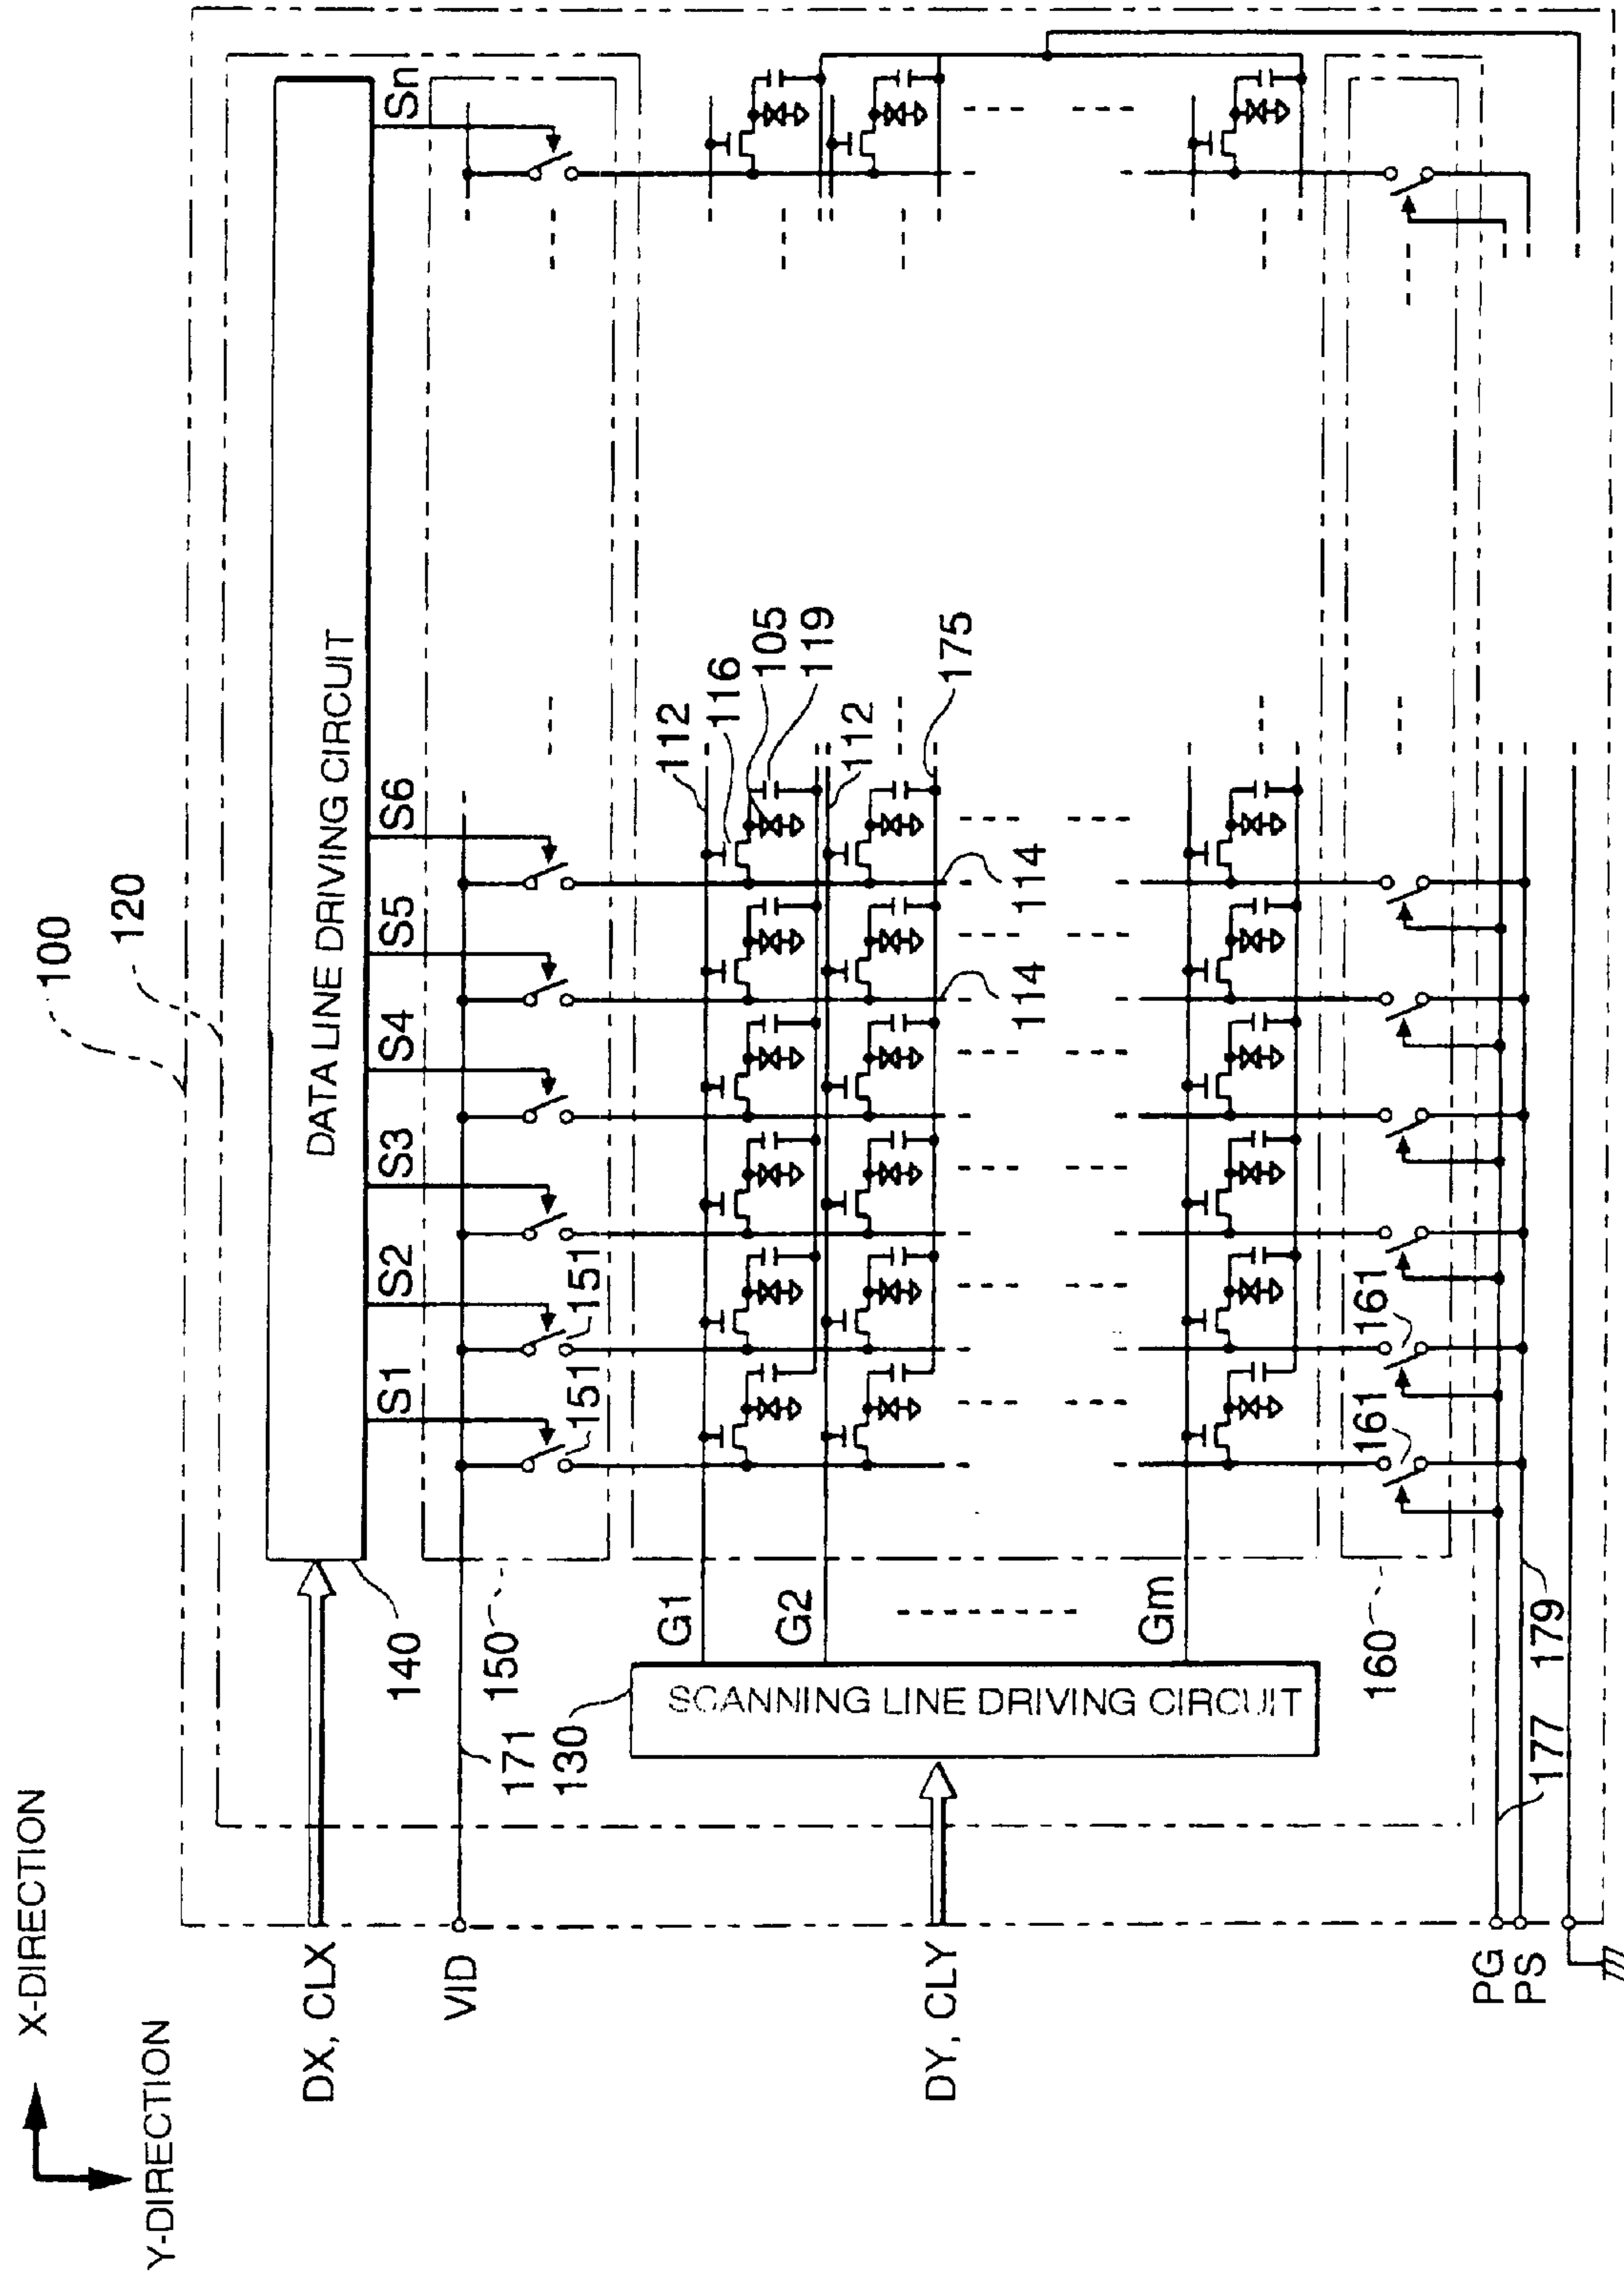 X-DIRECTION
Y-DIRECTION
100
120
DX, CLX
DATA LINE DRIVING CIRCUIT
140
S1
S2
S3
S4
S5
S6
Sn
VID
171
150
151
151
130
SCANNING LINE DRIVING CIRCUIT
DY, CLY
G1
G2
Gm
112
116
105
119
112
175
114
114
160
161
161
PG
PS
177
179